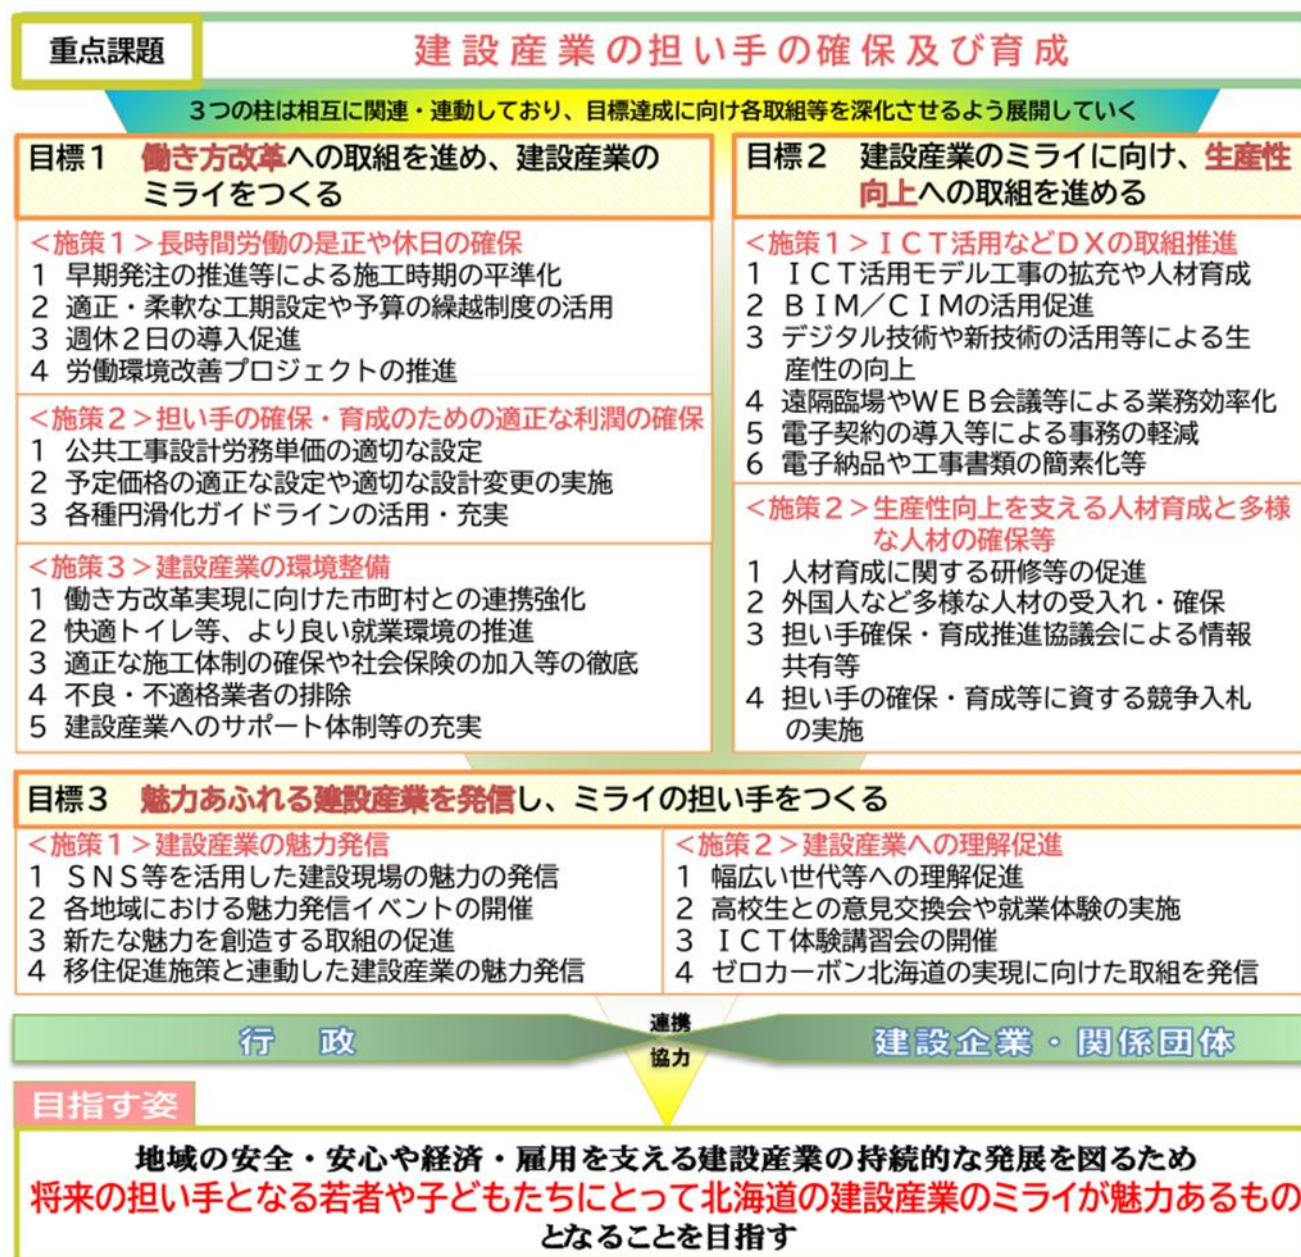 重点課題
建設産業の担い手の確保及び育成
3つの柱は相互に関連・連動しており、目標達成に向け各取組等を深化させるよう展開していく
目標1 働き方改革への取組を進め、建設産業の
ミライをつくる
＜施策1＞長時間労働の是正や休日の確保
1 早期発注の推進等による施工時期の平準化
2 適正・柔軟な工期設定や予算の繰越制度の活用
3 週休2日の導入促進
4 労働環境改善プロジェクトの推進
＜施策2＞担い手の確保・育成のための適正な利潤の確保
1 公共工事設計労務単価の適切な設定
2 予定価格の適正な設定や適切な設計変更の実施
3 各種円滑化ガイドラインの活用・充実
＜施策3＞建設産業の環境整備
1 働き方改革実現に向けた市町村との連携強化
2 快適トイレ等、より良い就業環境の推進
3 適正な施工体制の確保や社会保険の加入等の徹底
4 不良・不適格業者の排除
5 建設産業へのサポート体制等の充実
目標2 建設産業のミライに向け、生産性
向上への取組を進める
＜施策1＞ＩＣＴ活用などＤＸの取組推進
1 ＩＣＴ活用モデル工事の拡充や人材育成
2 ＢＩＭ／ＣＩＭの活用促進
3 デジタル技術や新技術の活用等による生
産性の向上
4 遠隔臨場やＷＥＢ会議等による業務効率化
5 電子契約の導入等による事務の軽減
6 電子納品や工事書類の簡素化等
＜施策2＞生産性向上を支える人材育成と多様
な人材の確保等
1 人材育成に関する研修等の促進
2 外国人など多様な人材の受入れ・確保
3 担い手確保・育成推進協議会による情報
共有等
4 担い手の確保・育成等に資する競争入札
の実施
目標3 魅力あふれる建設産業を発信し、ミライの担い手をつくる
＜施策1＞建設産業の魅力発信
1 ＳＮＳ等を活用した建設現場の魅力の発信
2 各地域における魅力発信イベントの開催
3 新たな魅力を創造する取組の促進
4 移住促進施策と連動した建設産業の魅力発信
＜施策2＞建設産業への理解促進
1 幅広い世代等への理解促進
2 高校生との意見交換会や就業体験の実施
3 ＩＣＴ体験講習会の開催
4 ゼロカーボン北海道の実現に向けた取組を発信
行 政
連携
協力
建設企業・関係団体
目指す姿
地域の安全・安心や経済・雇用を支える建設産業の持続的な発展を図るため
将来の担い手となる若者や子どもたちにとって北海道の建設産業のミライが魅力あるもの
となることを目指す